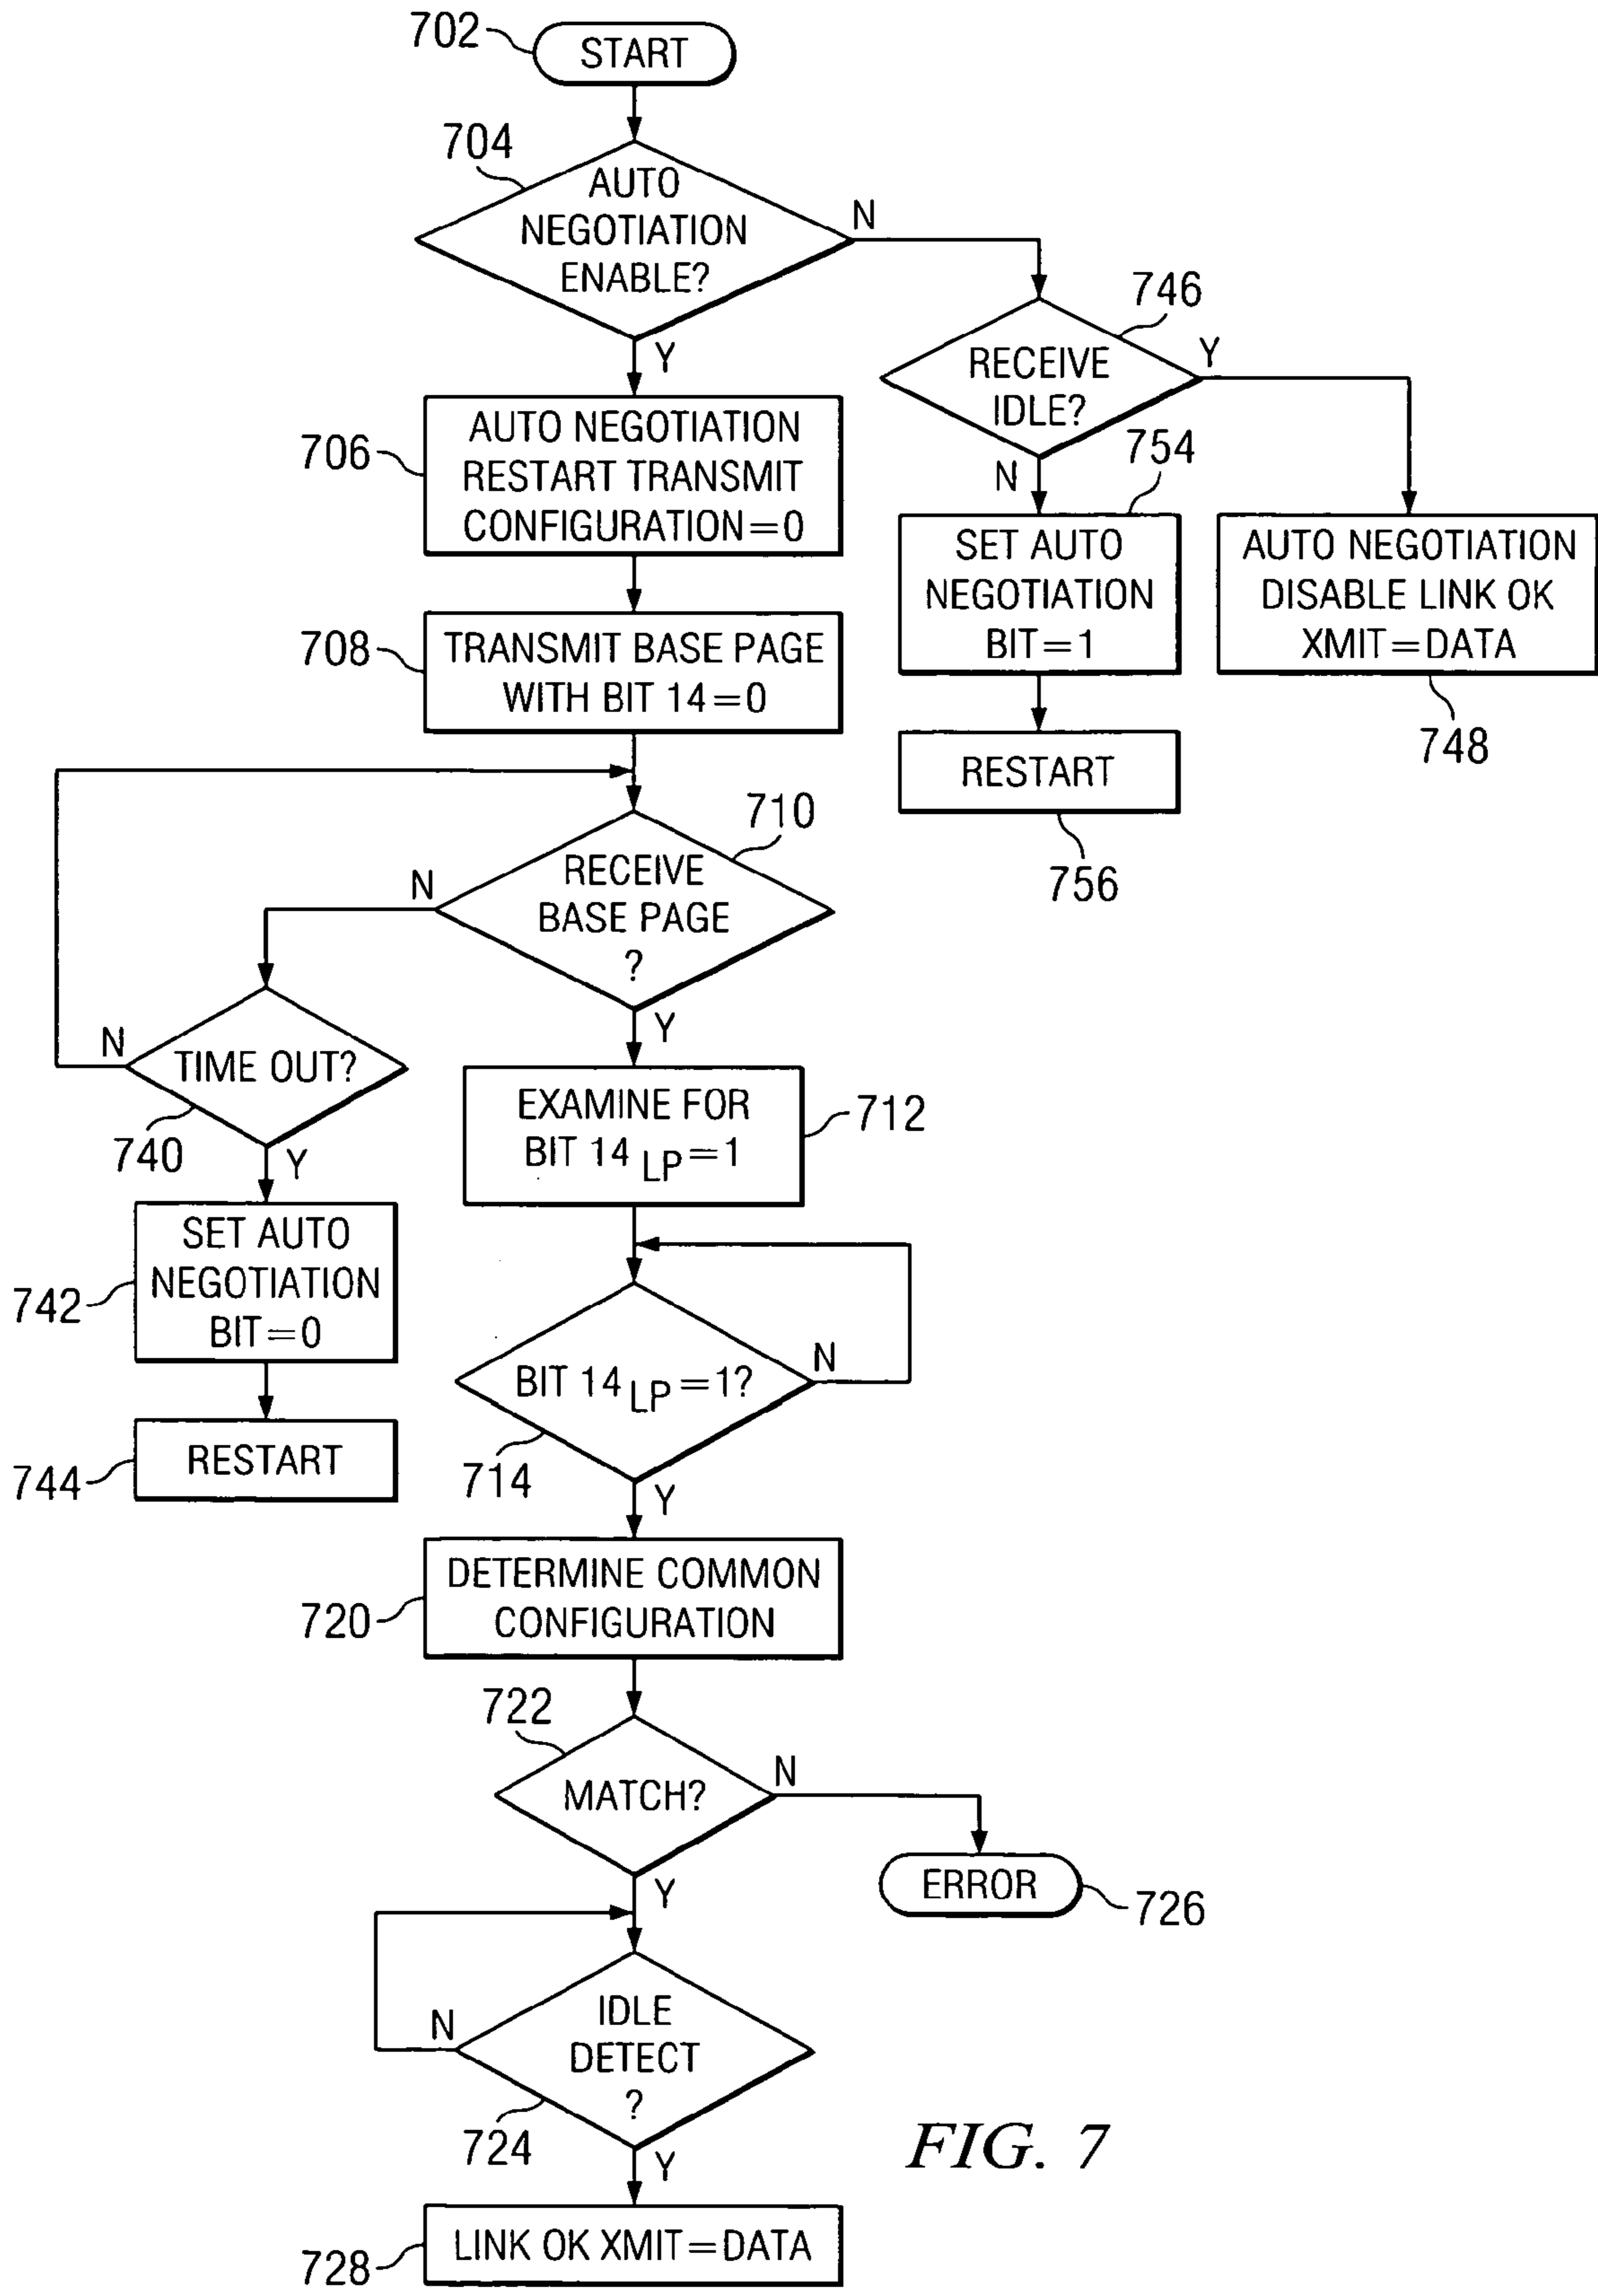 702
START
704
AUTO
NEGOTIATION
ENABLE?
N
Y
746
RECEIVE
IDLE?
Y
N
706
AUTO NEGOTIATION
RESTART TRANSMIT
CONFIGURATION=0
754
SET AUTO
NEGOTIATION
BIT=1
AUTO NEGOTIATION
DISABLE LINK OK
XMIT=DATA
748
708
TRANSMIT BASE PAGE
WITH BIT 14=0
RESTART
756
710
RECEIVE
BASE PAGE
?
N
Y
TIME OUT?
N
740
Y
EXAMINE FOR
BIT 14 LP=1
712
742
SET AUTO
NEGOTIATION
BIT=0
744
RESTART
BIT 14 LP=1?
N
714
Y
720
DETERMINE COMMON
CONFIGURATION
722
MATCH?
N
Y
ERROR
726
IDLE
DETECT
?
N
724
Y
728
LINK OK XMIT=DATA
FIG. 7